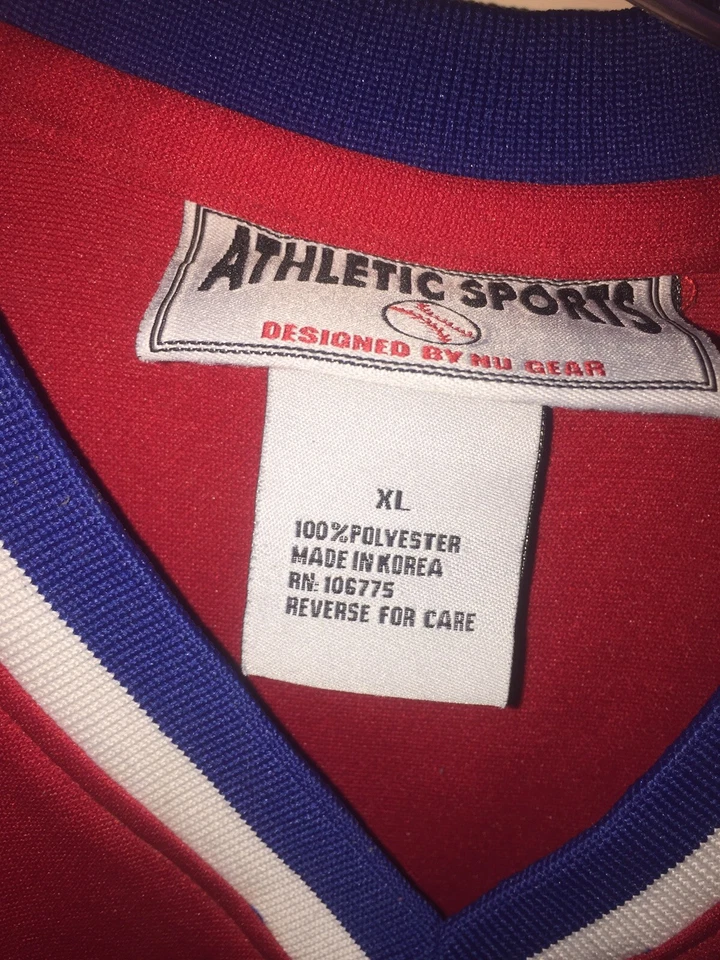 ATHLETIC SPORTS
DESIGNED BY NU GEAR
XL
100%POLYESTER
MADE IN KOREA
RN: 106775
REVERSE FOR CARE